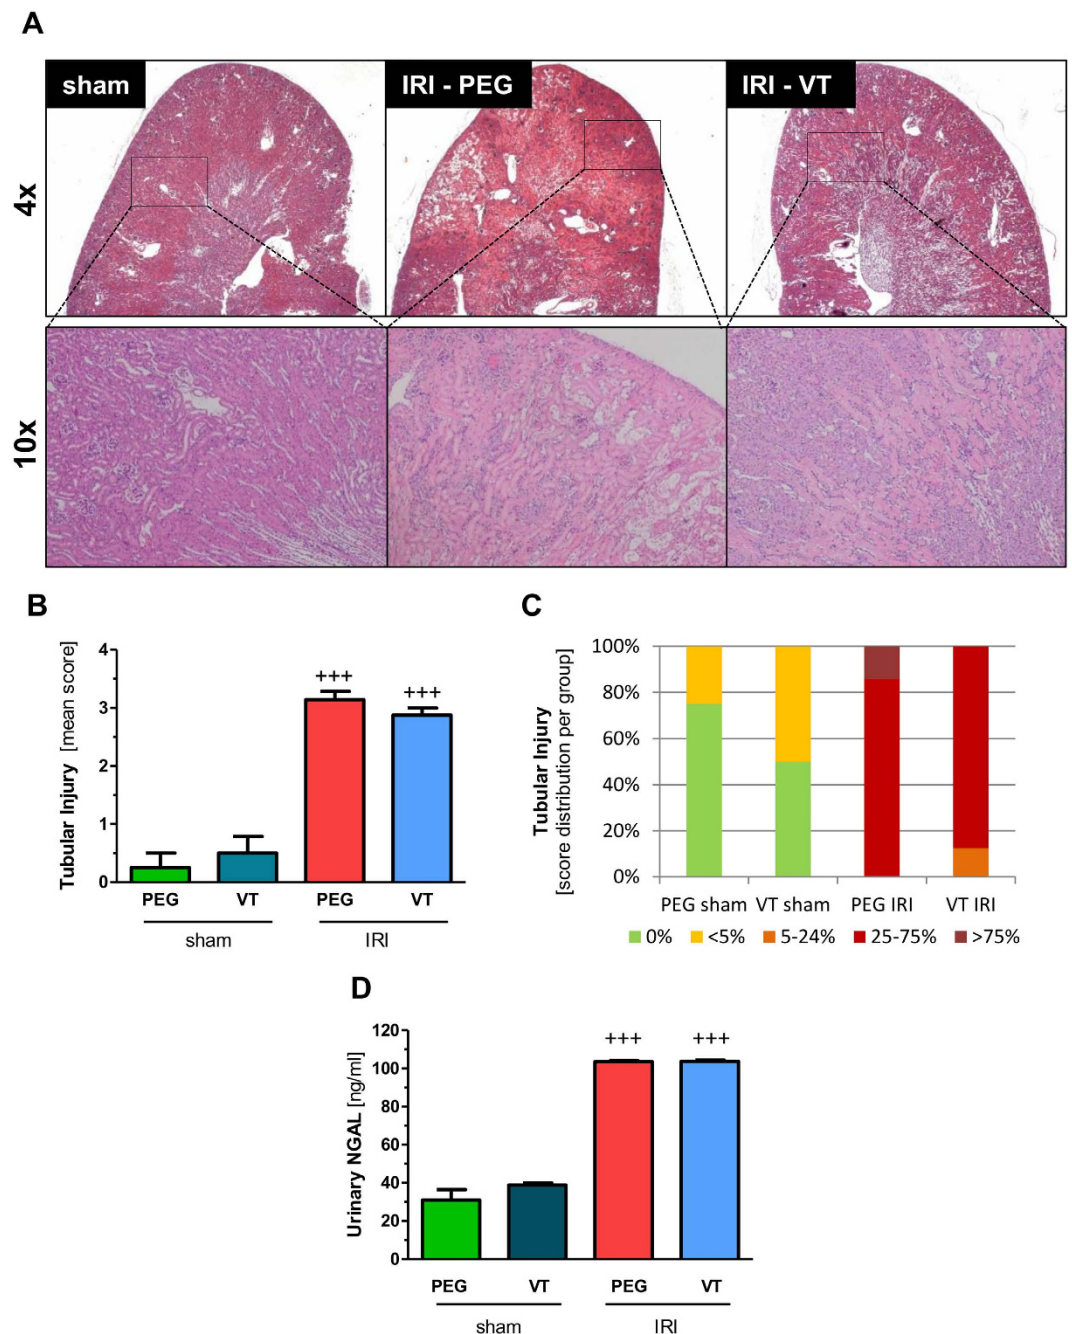 A
sham
IRI - PEG
IRI - VT
4x
10x
B
Tubular Injury [mean score]
4
3
2
1
0
+++
+++
PEG
VT
PEG
VT
sham
IRI
C
Tubular Injury
[score distribution per group]
100%
80%
60%
40%
20%
0%
PEG sham
VT sham
PEG IRI
VT IRI
0%
<5%
5-24%
25-75%
>75%
D
Urinary NGAL [ng/ml]
120
100
80
60
40
20
0
+++
+++
PEG
VT
PEG
VT
sham
IRI